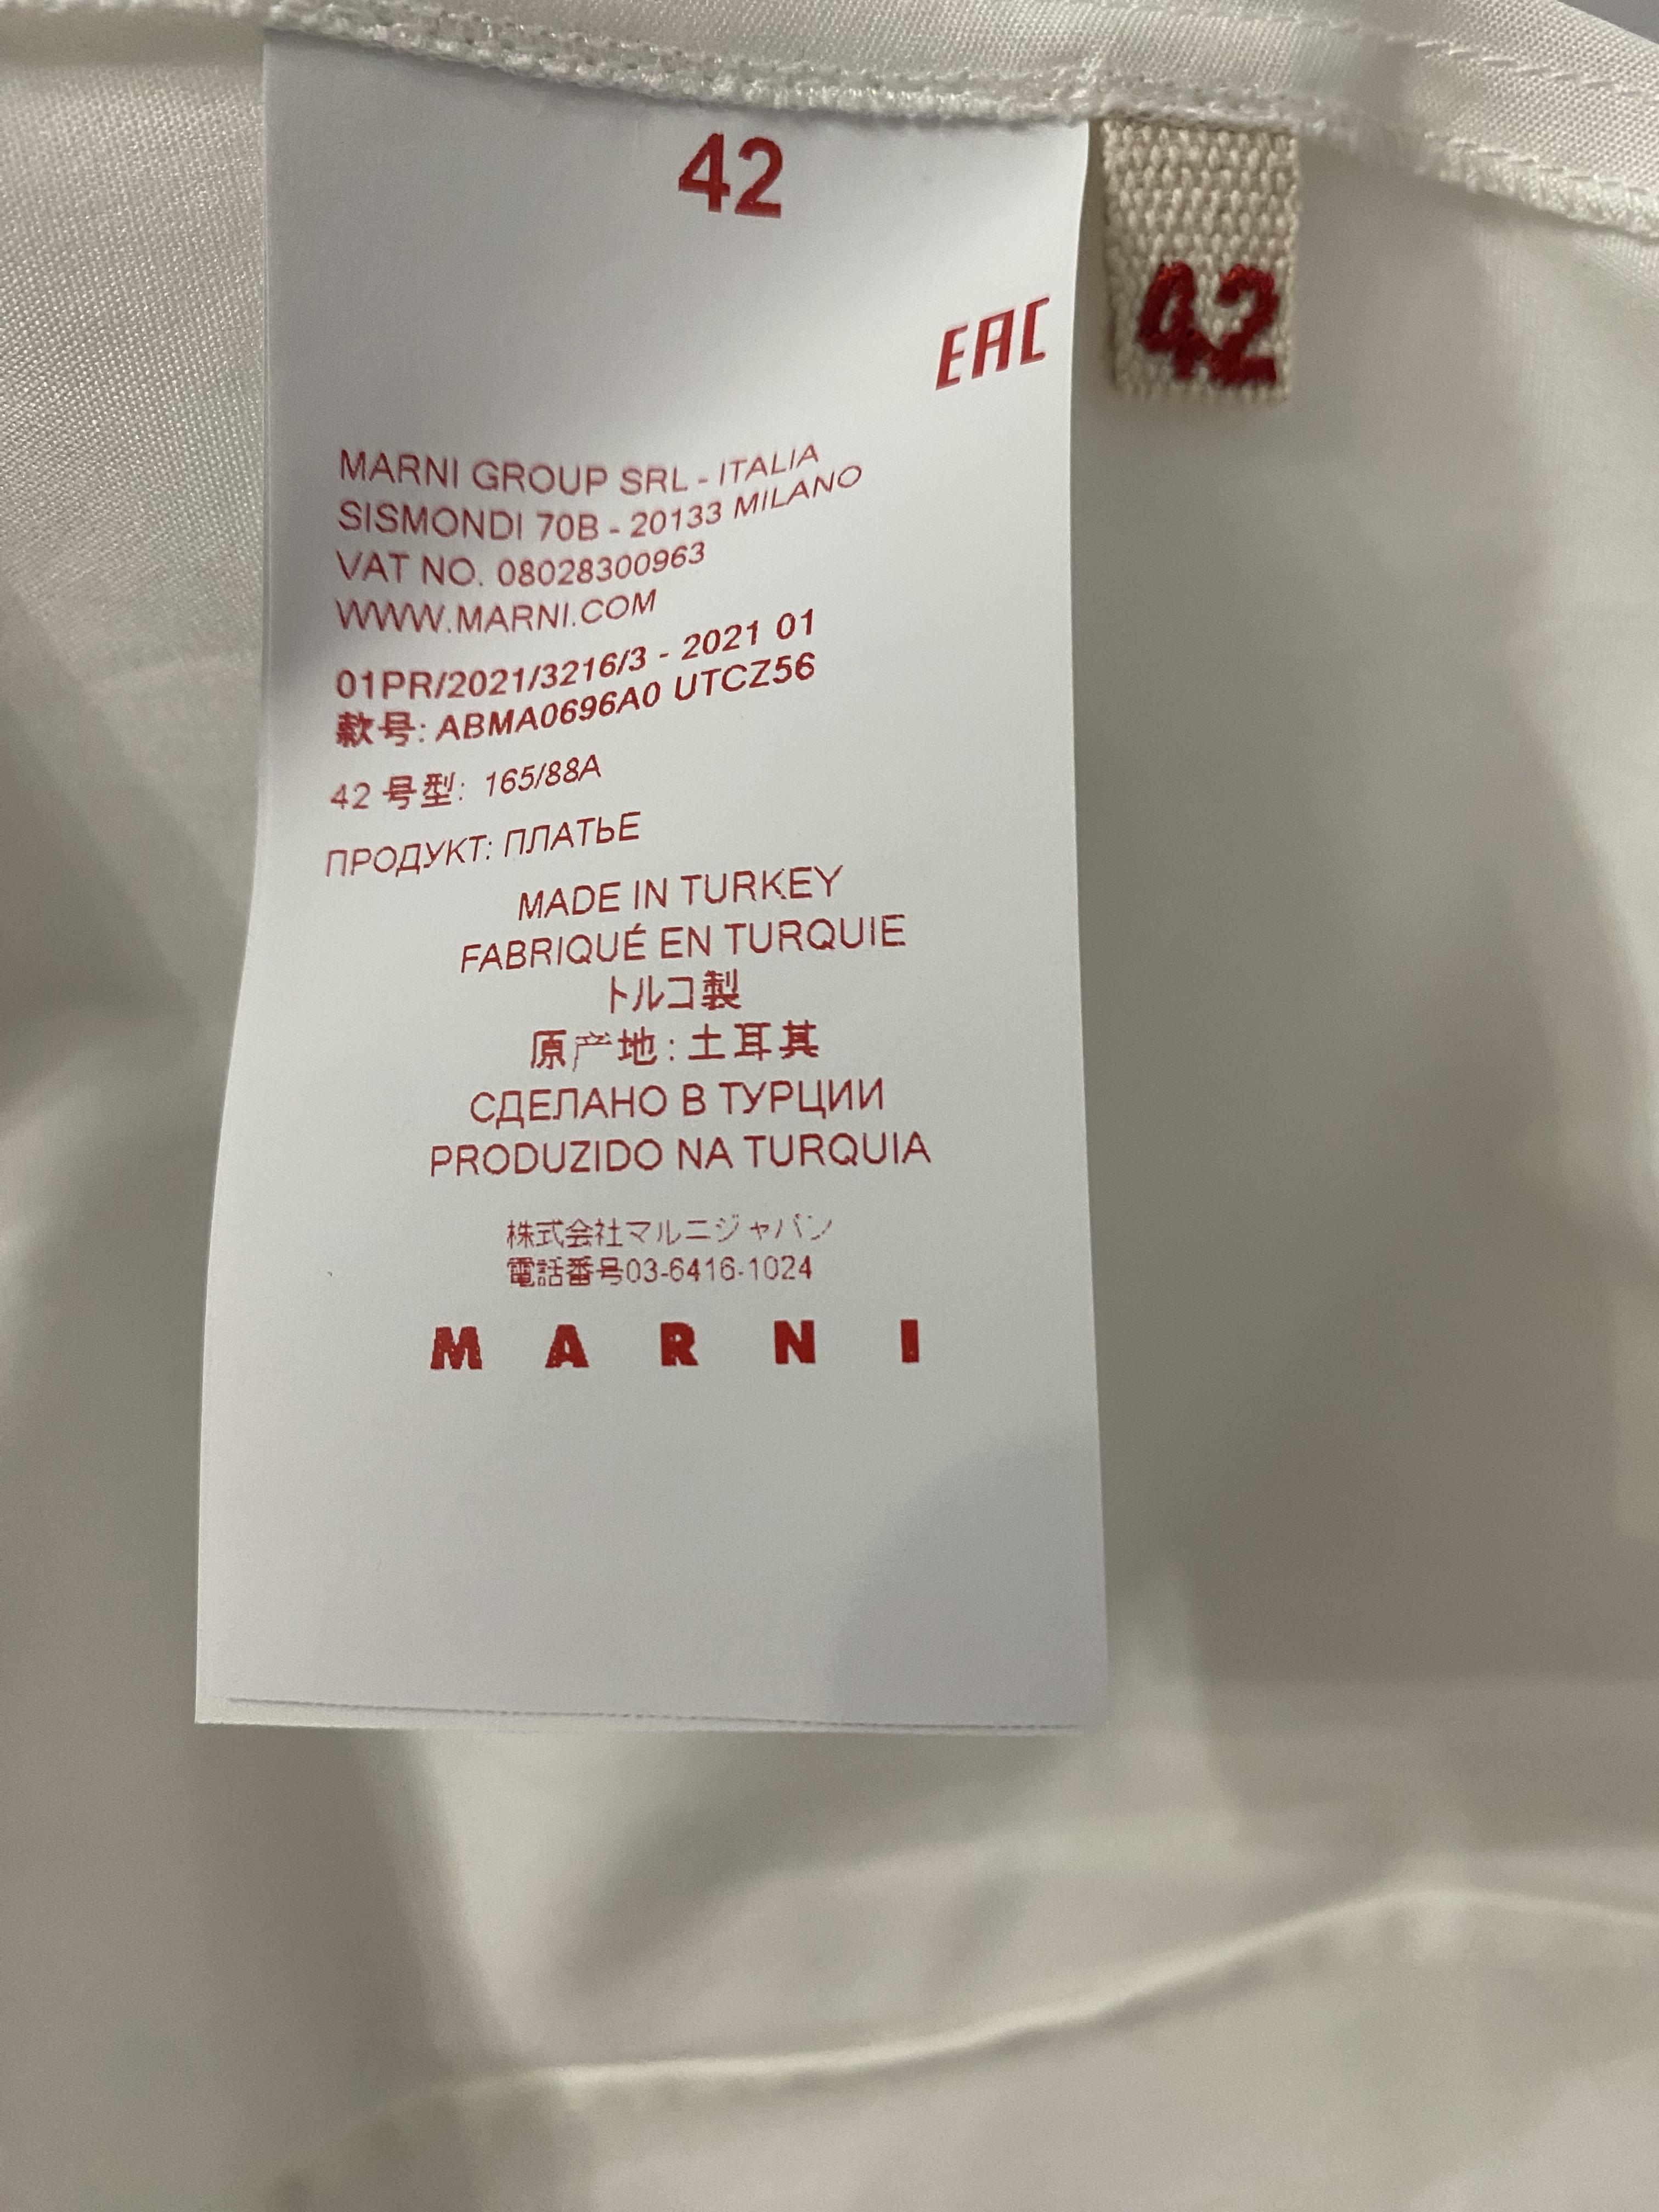 42
42
EAC
MARNI GROUP SRL - ITALIA
SISMONDI 70B - 20133 MILANO
VAT NO. 08028300963
WWW.MARNI.COM
01PR/2021/3216/3 - 2021 01
款号: ABMA0696A0 UTCZ56
42 号型: 165/88A
ПРОДУКТ: ПЛАТЬЕ
MADE IN TURKEY
FABRIQUÉ EN TURQUIE
トルコ製
原产地: 土耳其
СДЕЛАНО В ТУРЦИИ
PRODUZIDO NA TURQUIA
株式会社マルニジャパン
電話番号03-6416-1024
MARNI